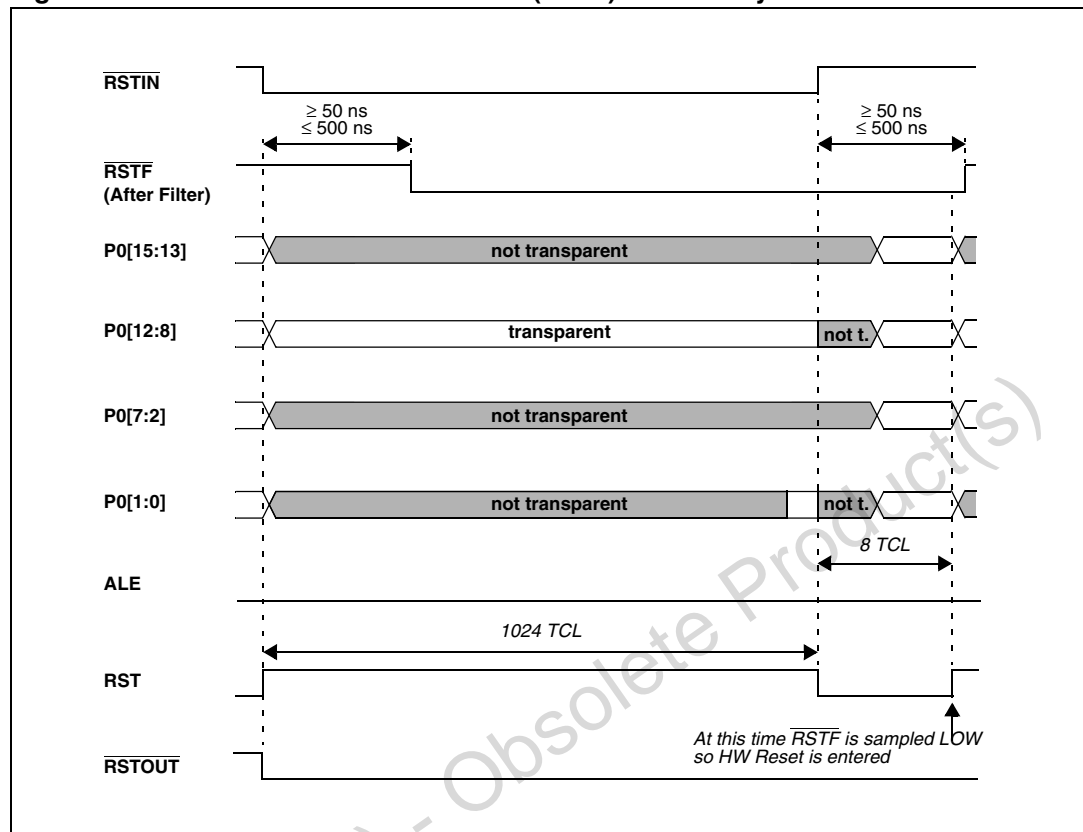 RSTIN
≥ 50 ns
≤ 500 ns
≥ 50 ns
≤ 500 ns
RSTF
(After Filter)
P0[15:13]
not transparent
P0[12:8]
transparent
not t.
P0[7:2]
not transparent
P0[1:0]
not transparent
not t.
8 TCL
ALE
1024 TCL
RST
At this time RSTF is sampled LOW
so HW Reset is entered
RSTOUT
) - Obsolete Product(s)